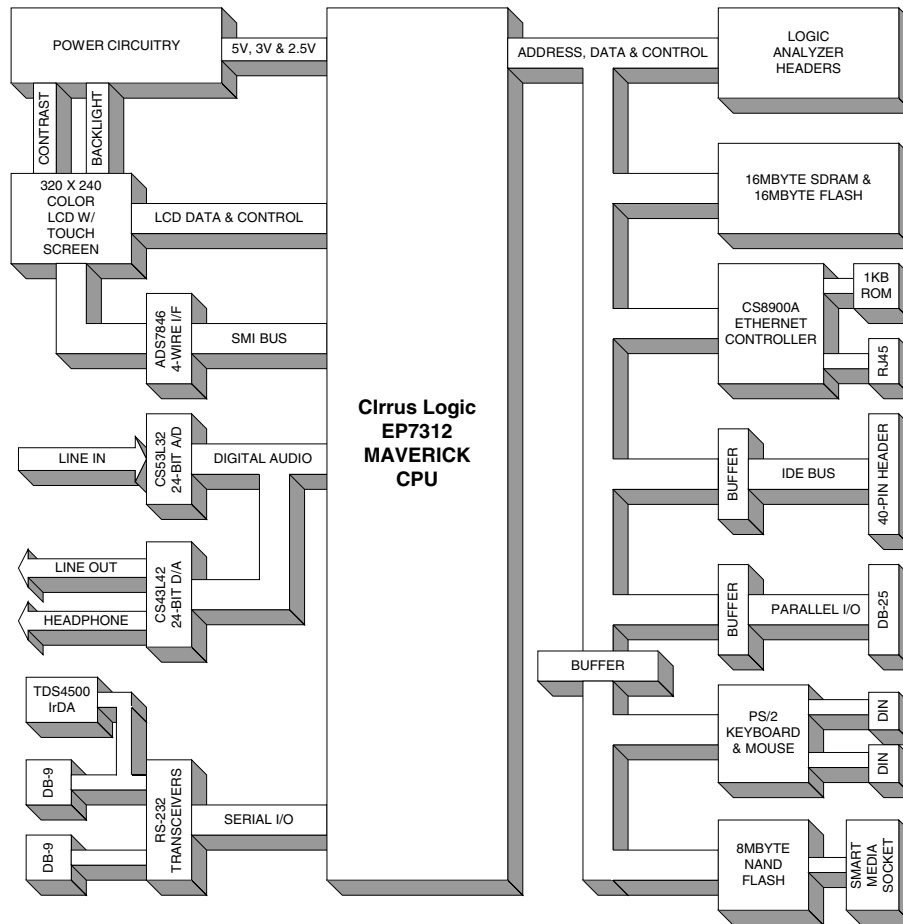 POWER CIRCUITRY
5V, 3V & 2.5V
CONTRAST
BACKLIGHT
320 X 240
COLOR
LCD W/
TOUCH
SCREEN
LCD DATA & CONTROL
ADS7846
4-WIRE I/F
SMI BUS
LINE IN
CS53L32
24-BIT A/D
DIGITAL AUDIO
LINE OUT
HEADPHONE
CS43L42
24-BIT D/A
TDS4500
IrDA
DB-9
DB-9
RS-232
TRANSCEIVERS
SERIAL I/O
CIrrus Logic
EP7312
MAVERICK
CPU
ADDRESS, DATA & CONTROL
LOGIC
ANALYZER
HEADERS
16MBYTE SDRAM &
16MBYTE FLASH
CS8900A
ETHERNET
CONTROLLER
1KB
ROM
RJ45
BUFFER
IDE BUS
40-PIN HEADER
BUFFER
PARALLEL I/O
DB-25
BUFFER
PS/2
KEYBOARD
& MOUSE
DIN
DIN
8MBYTE
NAND
FLASH
SMART
MEDIA
SOCKET